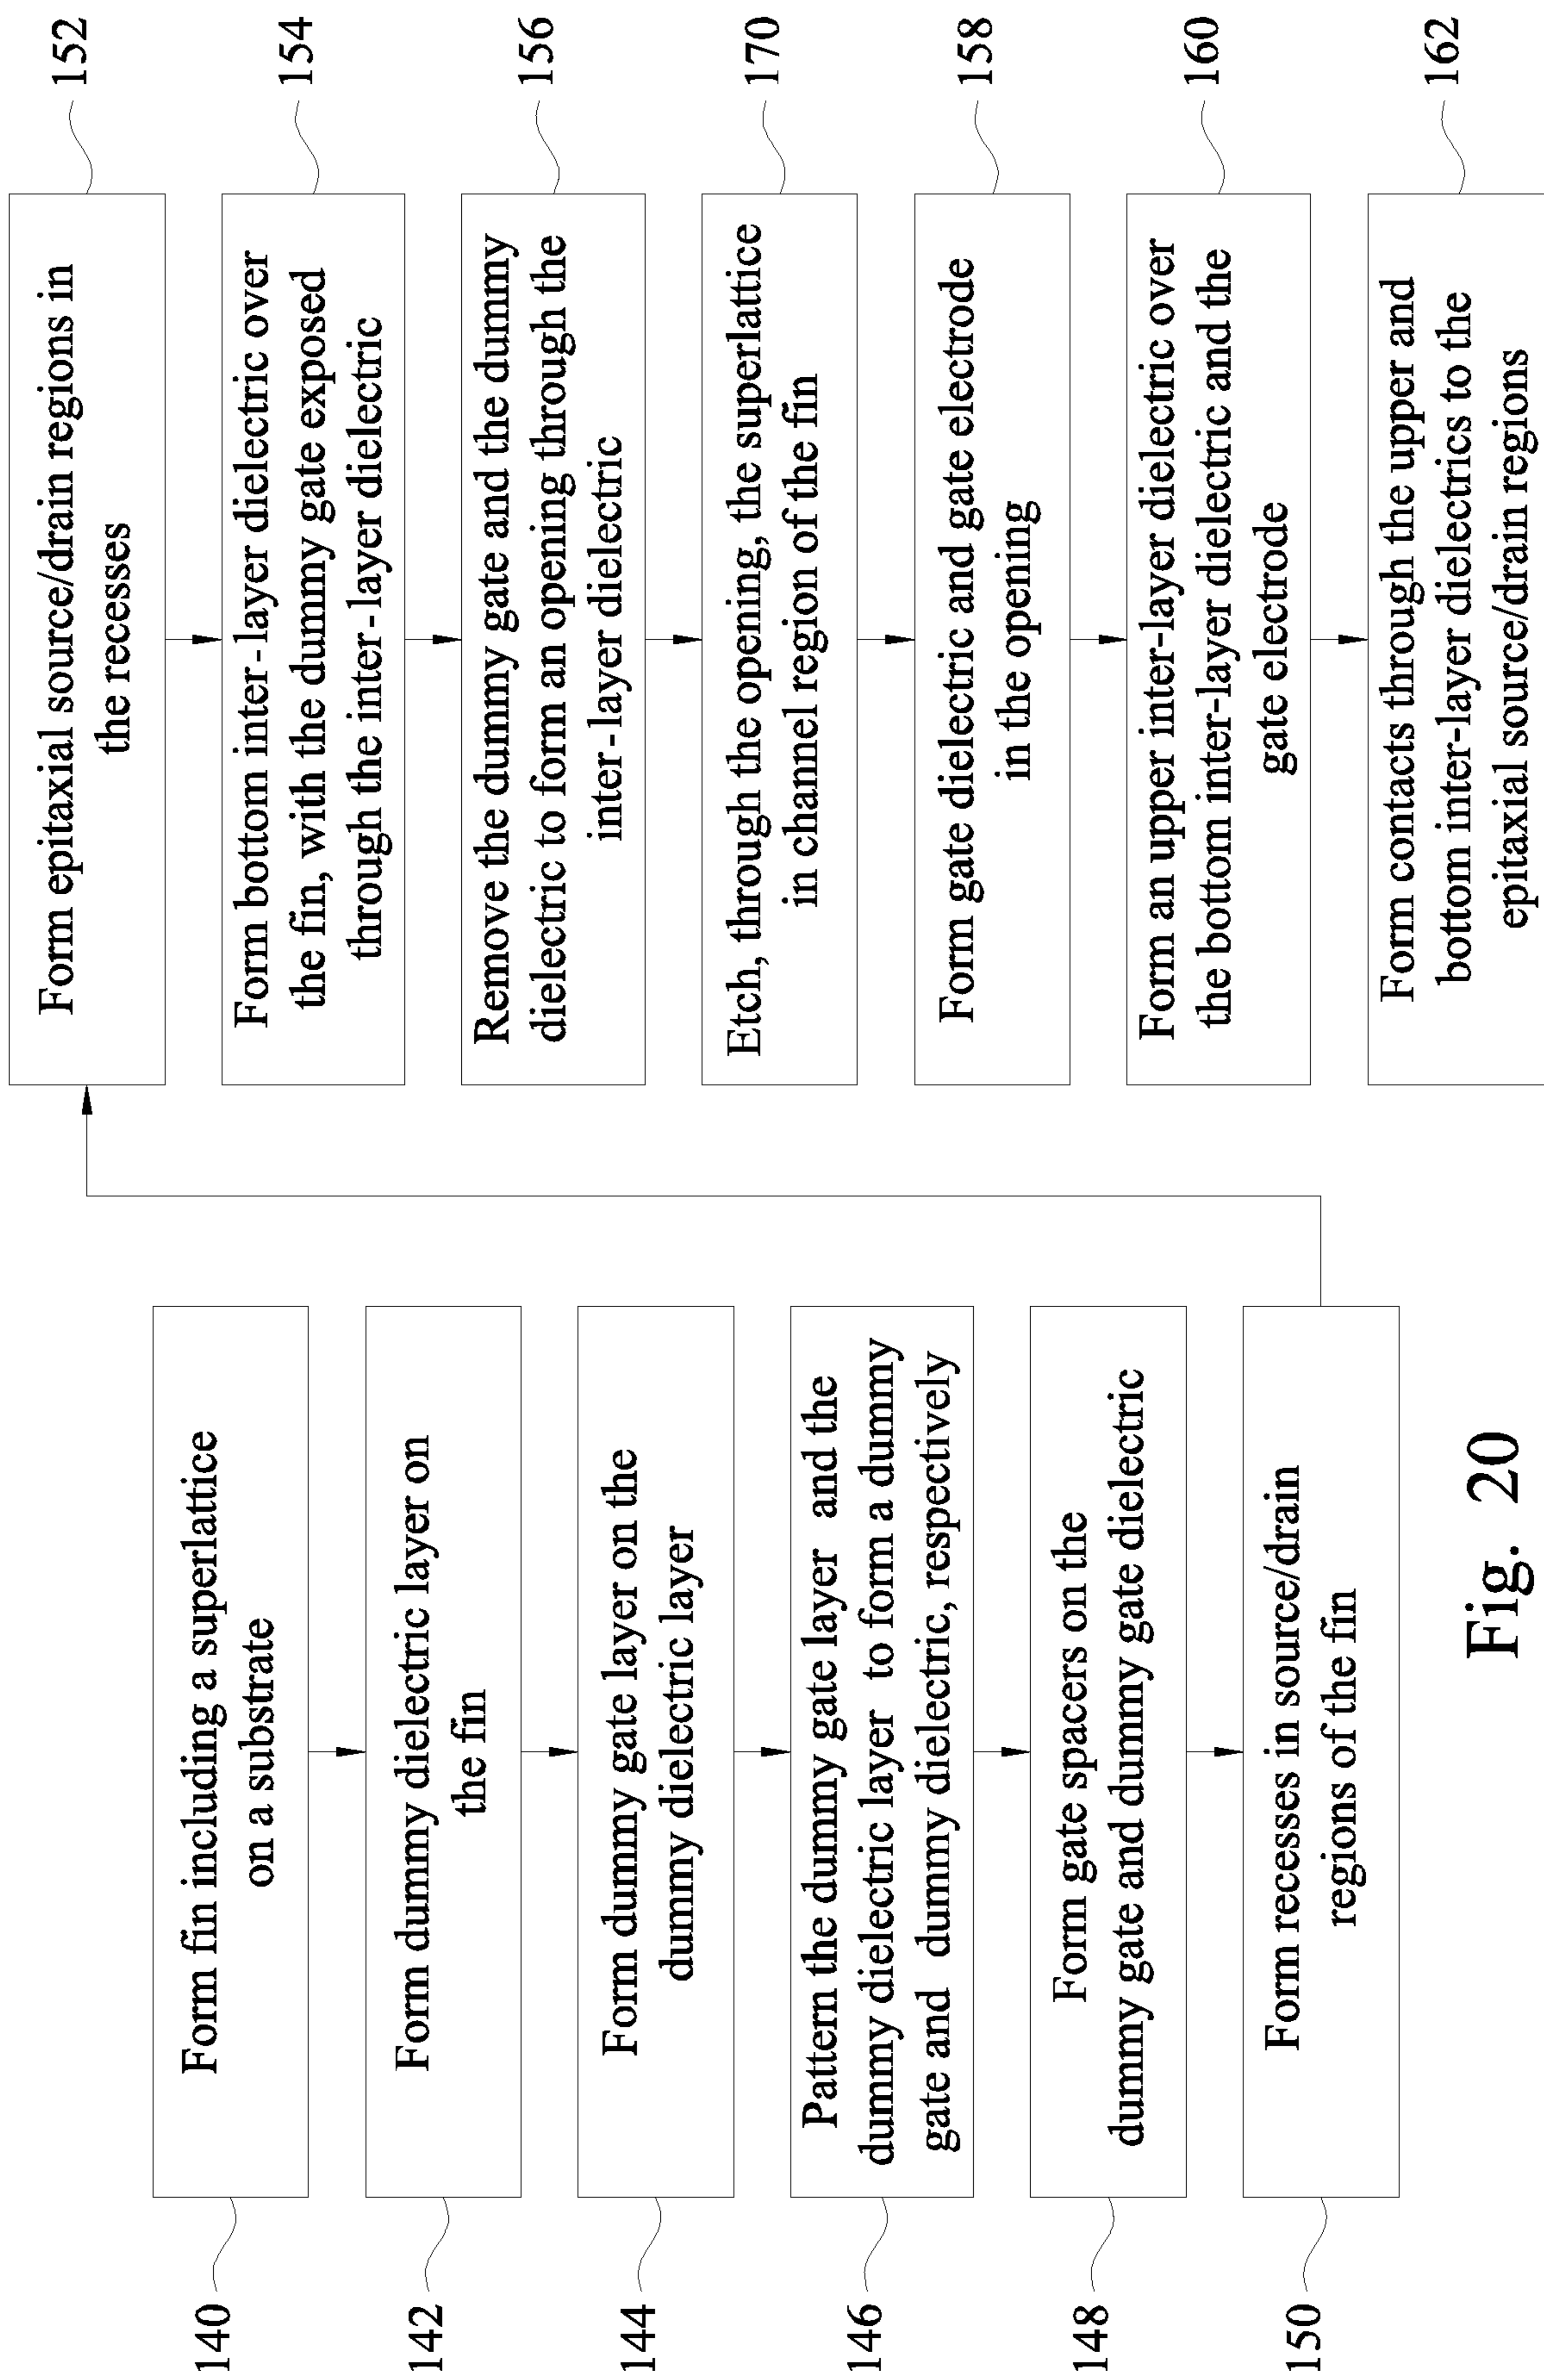 140
Form fin including a superlattice
on a substrate
142
Form dummy dielectric layer on
the fin
144
Form dummy gate layer on the
dummy dielectric layer
146
Pattern the dummy gate layer and the
dummy dielectric layer to form a dummy
gate and dummy dielectric, respectively
148
Form gate spacers on the
dummy gate and dummy gate dielectric
150
Form recesses in source/drain
regions of the fin
Form epitaxial source/drain regions in
the recesses
152
Form bottom inter-layer dielectric over
the fin, with the dummy gate exposed
through the inter-layer dielectric
154
Remove the dummy gate and the dummy
dielectric to form an opening through the
inter-layer dielectric
156
Etch, through the opening, the superlattice
in channel region of the fin
170
Form gate dielectric and gate electrode
in the opening
158
Form an upper inter-layer dielectric over
the bottom inter-layer dielectric and the
gate electrode
160
Form contacts through the upper and
bottom inter-layer dielectrics to the
epitaxial source/drain regions
162
Fig. 20